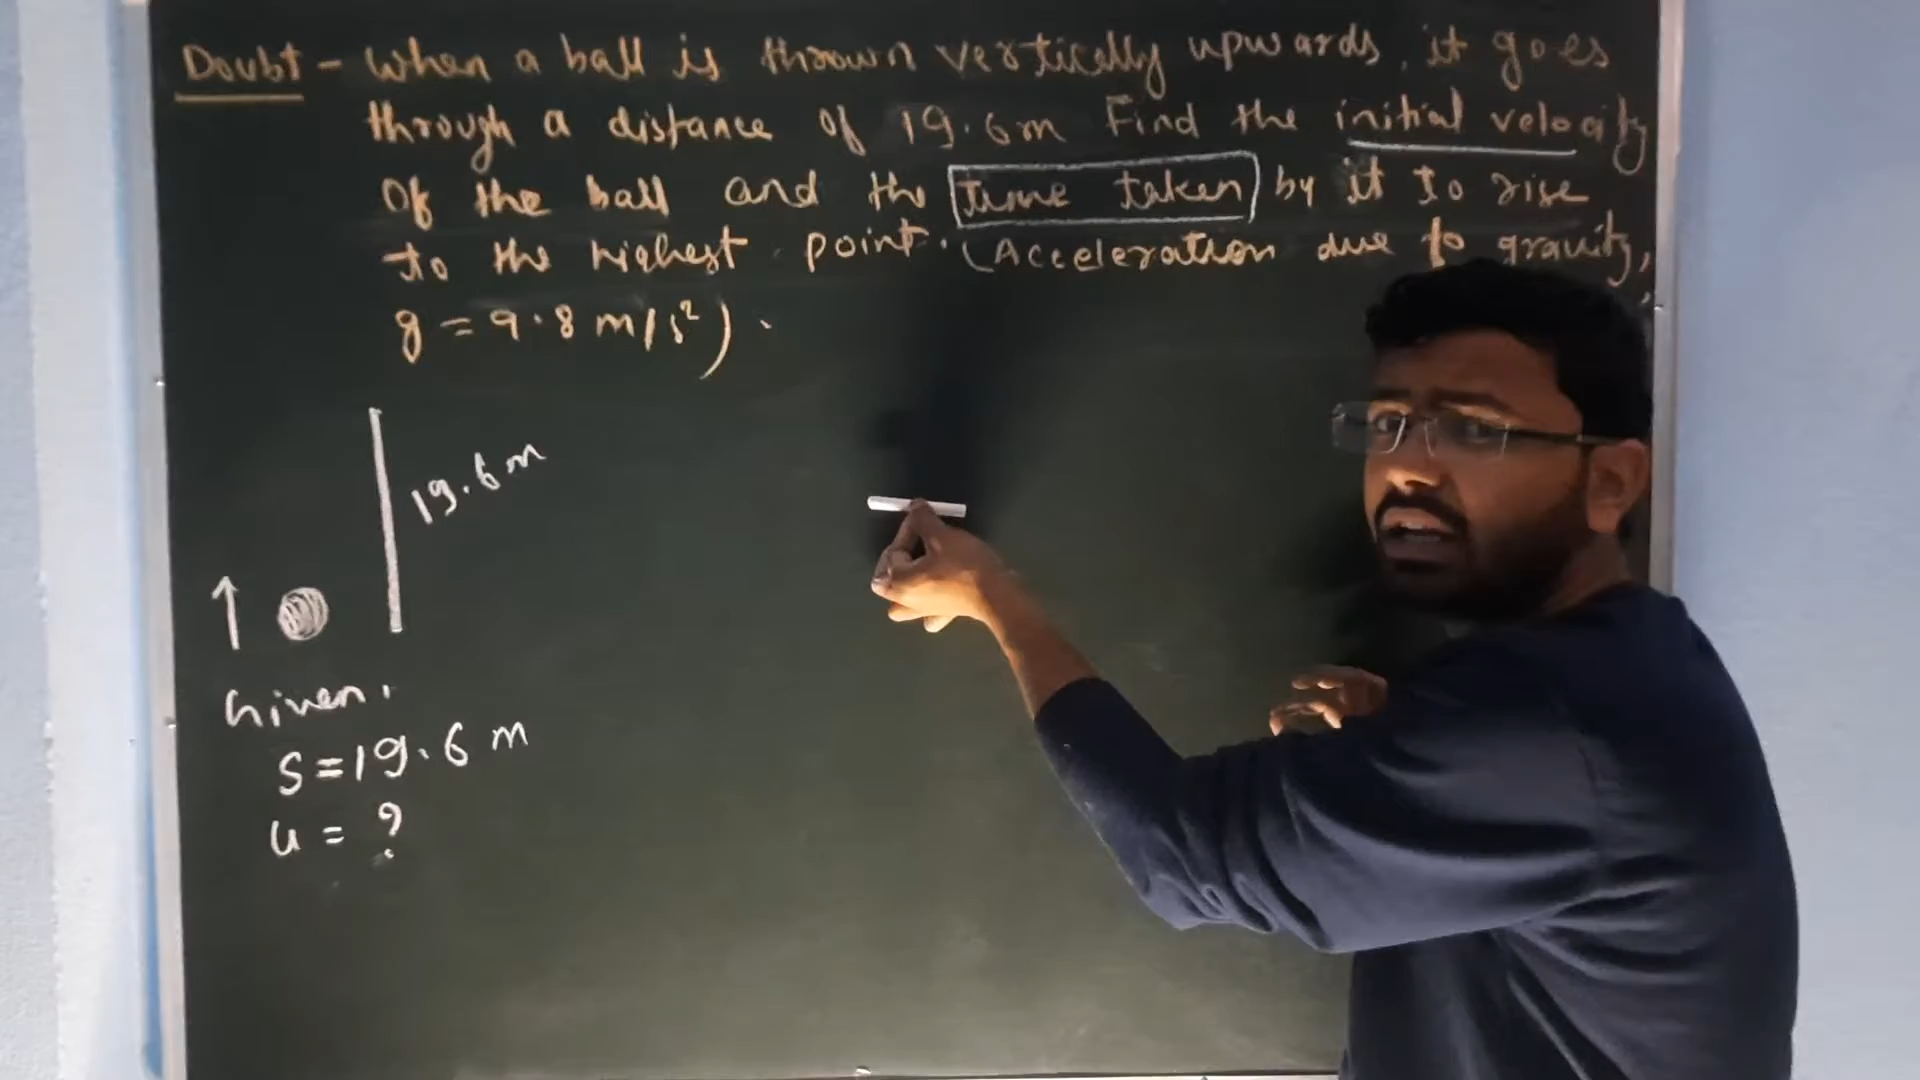 Doubt - When a ball is thrown vertically upwards, it goes
through a distance of 19.6m Find the initial velocity
of the ball and the time taken by it to rise
to the highest point. (Acceleration due to gravity,
g = 9.8 m/s²).
19.6 m
Given,
S = 19.6 m
u = ?